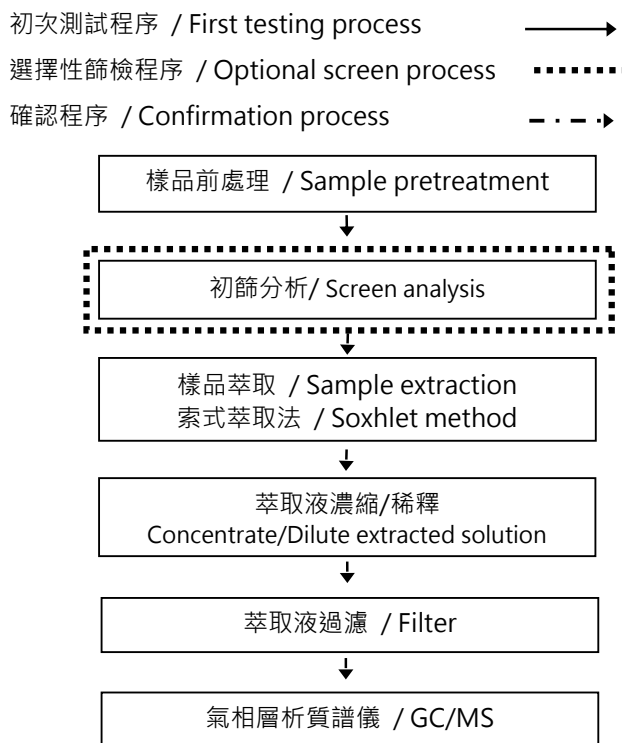 初次測試程序 / First testing process
選擇性篩檢程序 / Optional screen process
確認程序 / Confirmation process
樣品前處理 / Sample pretreatment
初篩分析/ Screen analysis
樣品萃取 / Sample extraction
索式萃取法 / Soxhlet method
萃取液濃縮/稀釋
Concentrate/Dilute extracted solution
萃取液過濾 / Filter
氣相層析質譜儀 / GC/MS